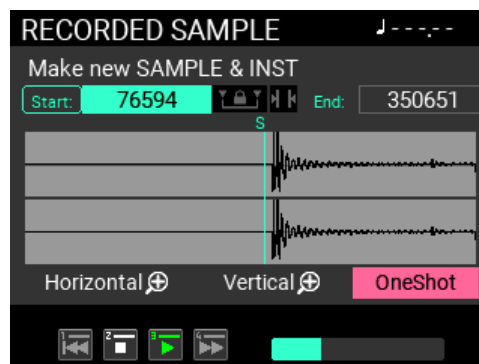 RECORDED SAMPLE ♩---.--
Make new SAMPLE & INST
Start: 76594 End: 350651
S
Horizontal Vertical OneShot
1 2 3 4